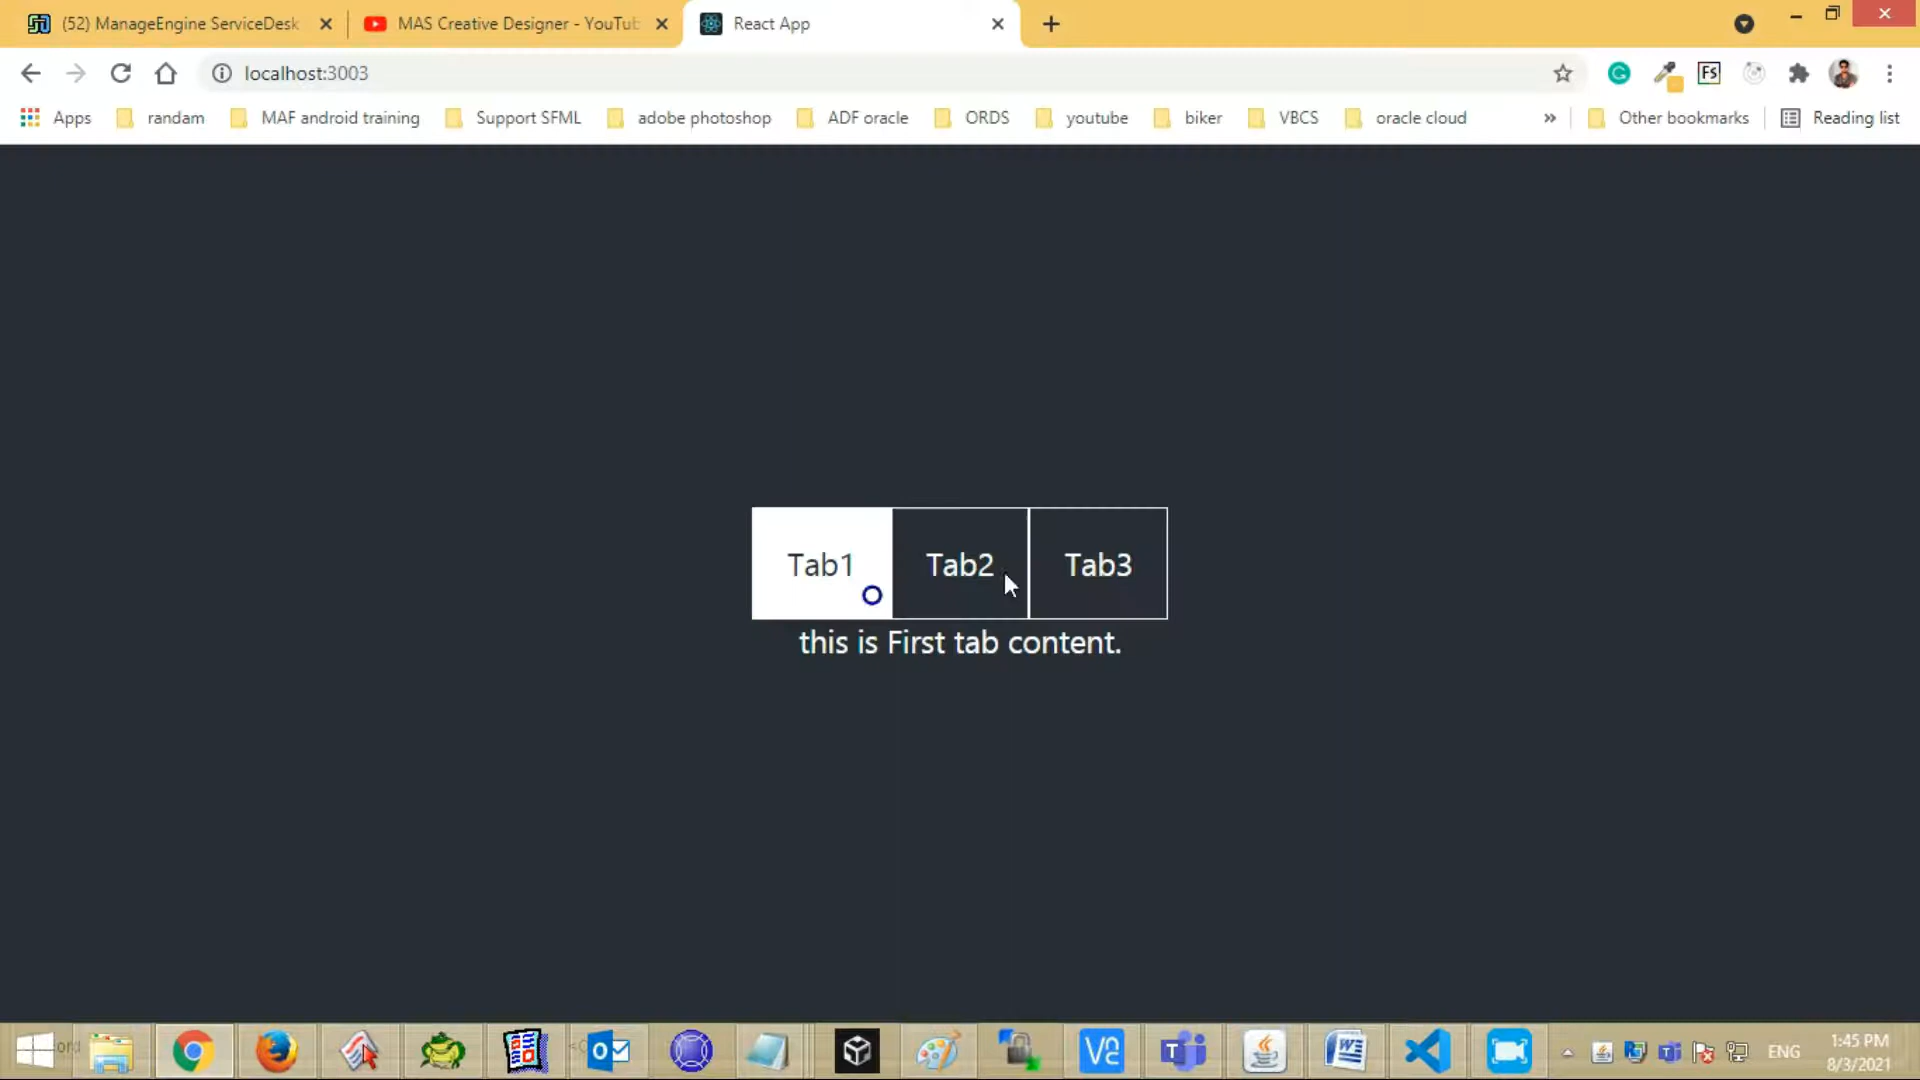 (52) ManageEngine ServiceDesk
MAS Creative Designer - YouTub
React App
localhost:3003
Fs
Apps
randam
MAF android training
Support SFML
adobe photoshop
ADF oracle
ORDS
youtube
biker
VBCS
oracle cloud
»
Other bookmarks
Reading list
Tab1
Tab2
Tab3
this is First tab content.
ENG
1:45 PM
8/3/2021